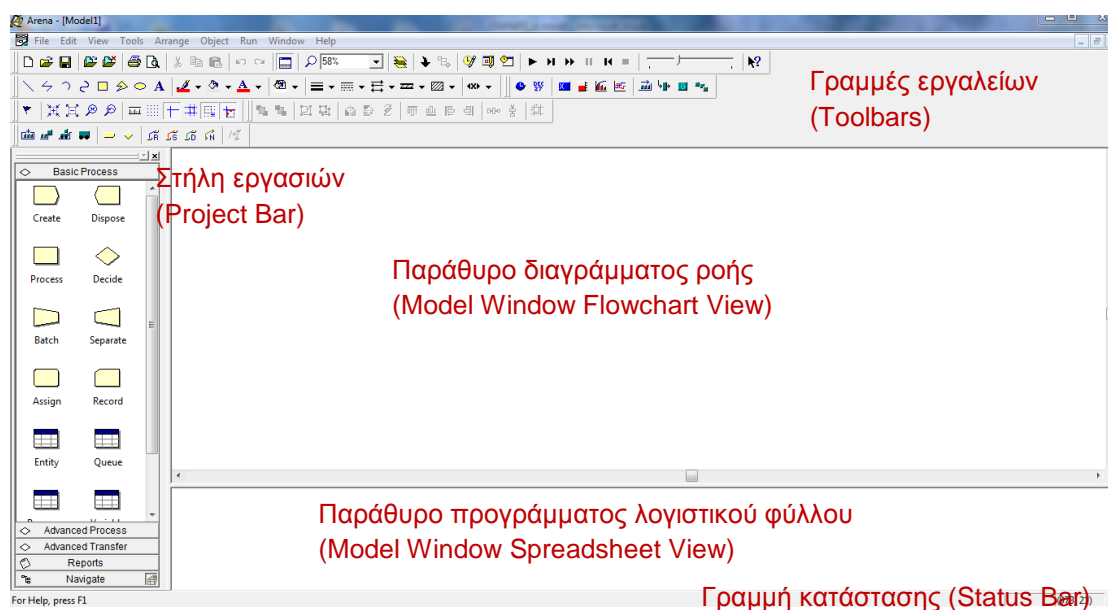 Arena - [Model1]
File Edit View Tools Arrange Object Run Window Help
58%
Γραμμές εργαλείων
(Toolbars)
Basic Process
Στήλη εργασιών
(Project Bar)
Create Dispose
Process Decide
Παράθυρο διαγράμματος ροής
(Model Window Flowchart View)
Batch Separate
Assign Record
Entity Queue
Παράθυρο προγράμματος λογιστικού φύλλου
(Model Window Spreadsheet View)
Advanced Process
Advanced Transfer
Reports
Navigate
Γραμμή κατάστασης (Status Bar)
For Help, press F1